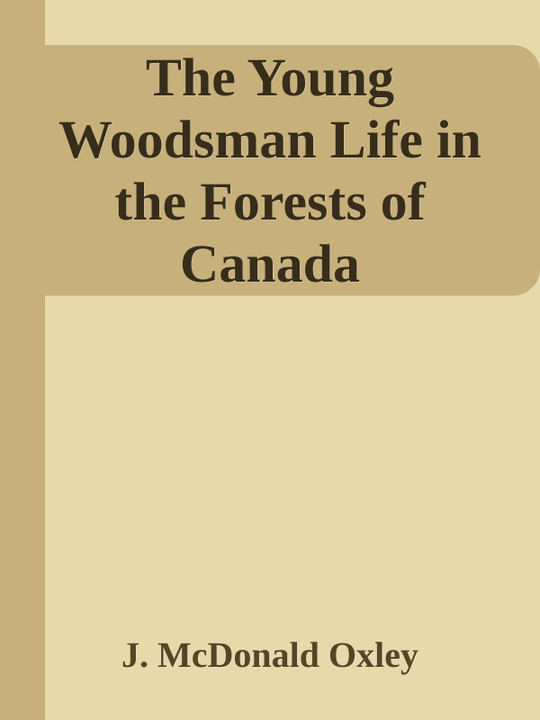 The Young
Woodsman Life in
the Forests of
Canada
J. McDonald Oxley